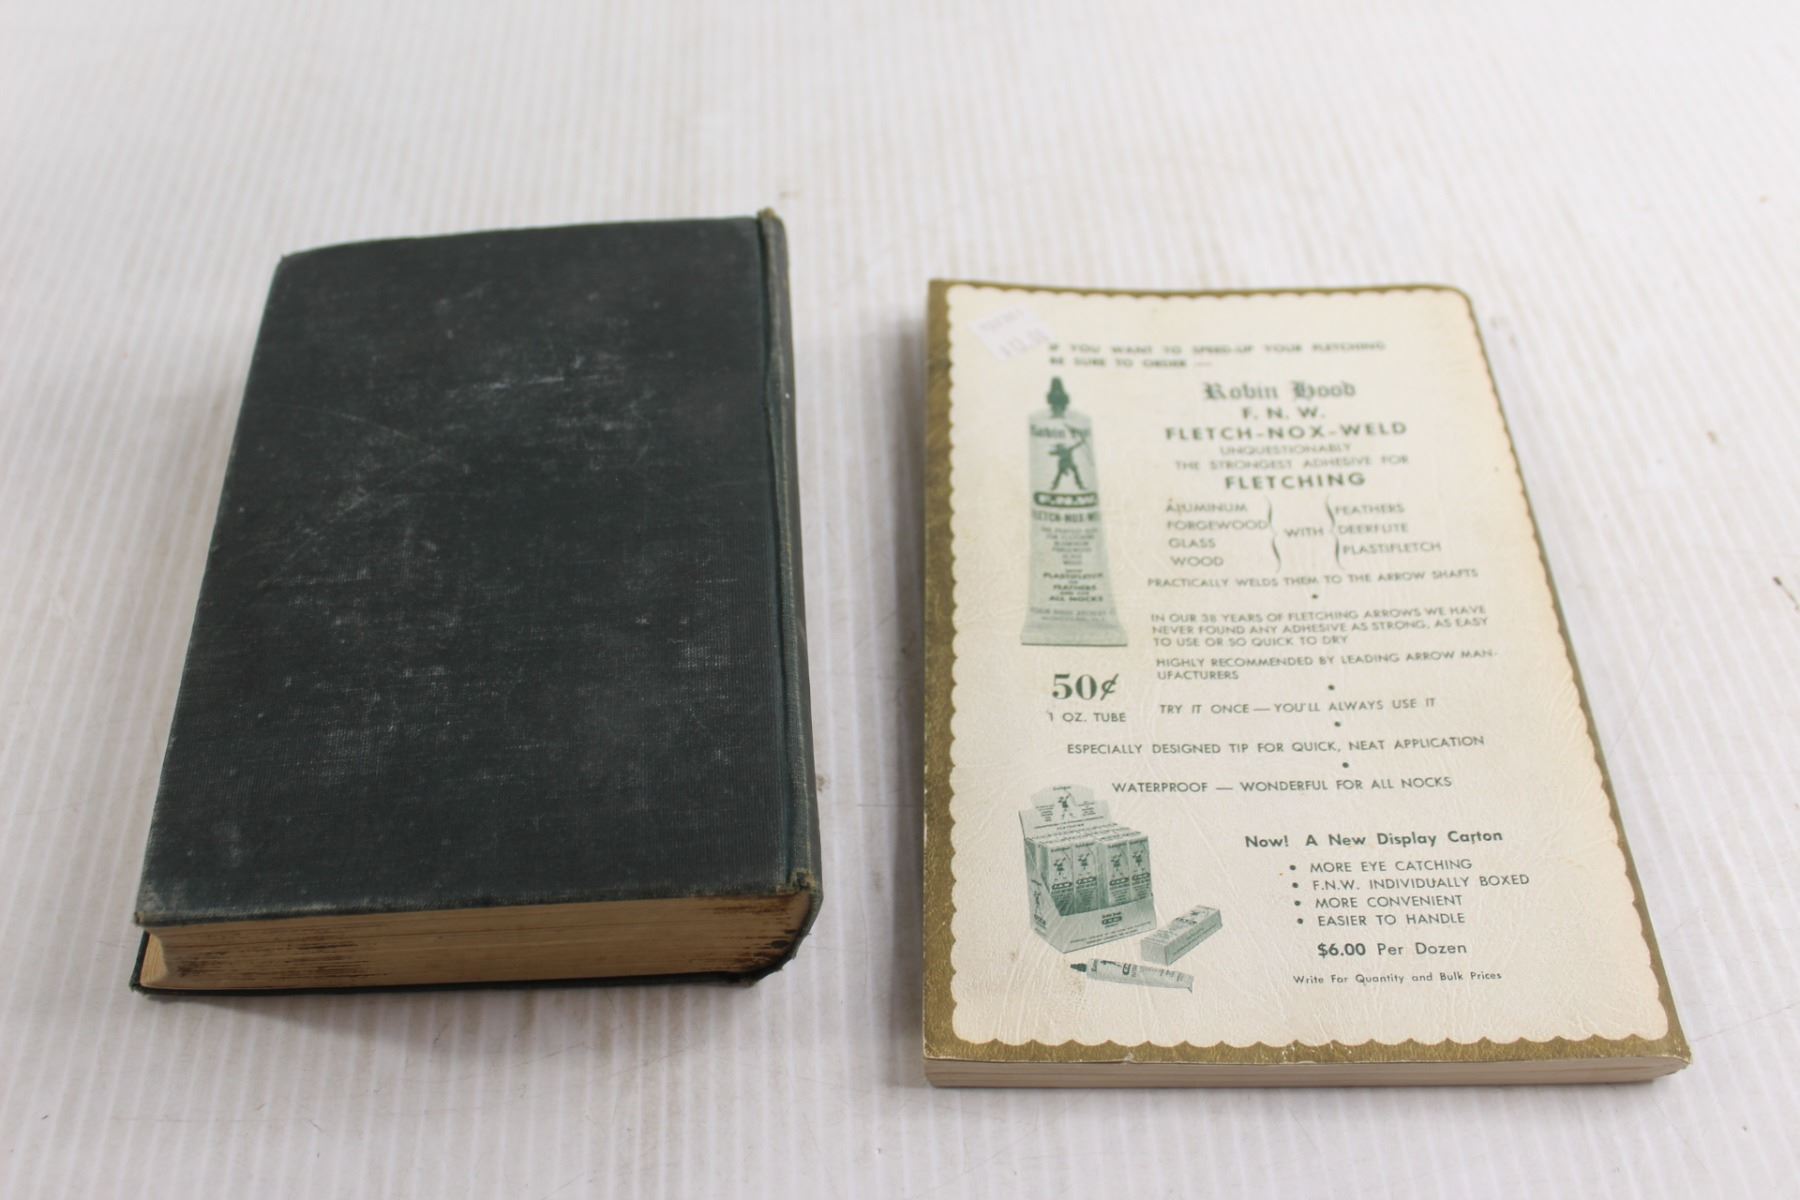 YOU WANT TO SPEED-UP YOUR FLETCHING
BE SURE TO ORDER —
Robin Hood
F. N. W.
FLETCH-NOX-WELD
UNQUESTIONABLY
THE STRONGEST ADHESIVE FOR
FLETCHING
ALUMINUM
FORGEWOOD
GLASS
WOOD
WITH
FEATHERS
DEERFLITE
PLASTIFLETCH
PRACTICALLY WELDS THEM TO THE ARROW SHAFTS
•
IN OUR 38 YEARS OF FLETCHING ARROWS WE HAVE
NEVER FOUND ANY ADHESIVE AS STRONG, AS EASY
TO USE OR SO QUICK TO DRY
HIGHLY RECOMMENDED BY LEADING ARROW MAN-
UFACTURERS
•
TRY IT ONCE — YOU'LL ALWAYS USE IT
•
ESPECIALLY DESIGNED TIP FOR QUICK, NEAT APPLICATION
•
WATERPROOF — WONDERFUL FOR ALL NOCKS
F.N.W.
PLASTIFLETCH
FEATHERS
ALL NOCKS
50¢
1 OZ. TUBE
Now! A New Display Carton
• MORE EYE CATCHING
• F.N.W. INDIVIDUALLY BOXED
• MORE CONVENIENT
• EASIER TO HANDLE
$6.00 Per Dozen
Write For Quantity and Bulk Prices